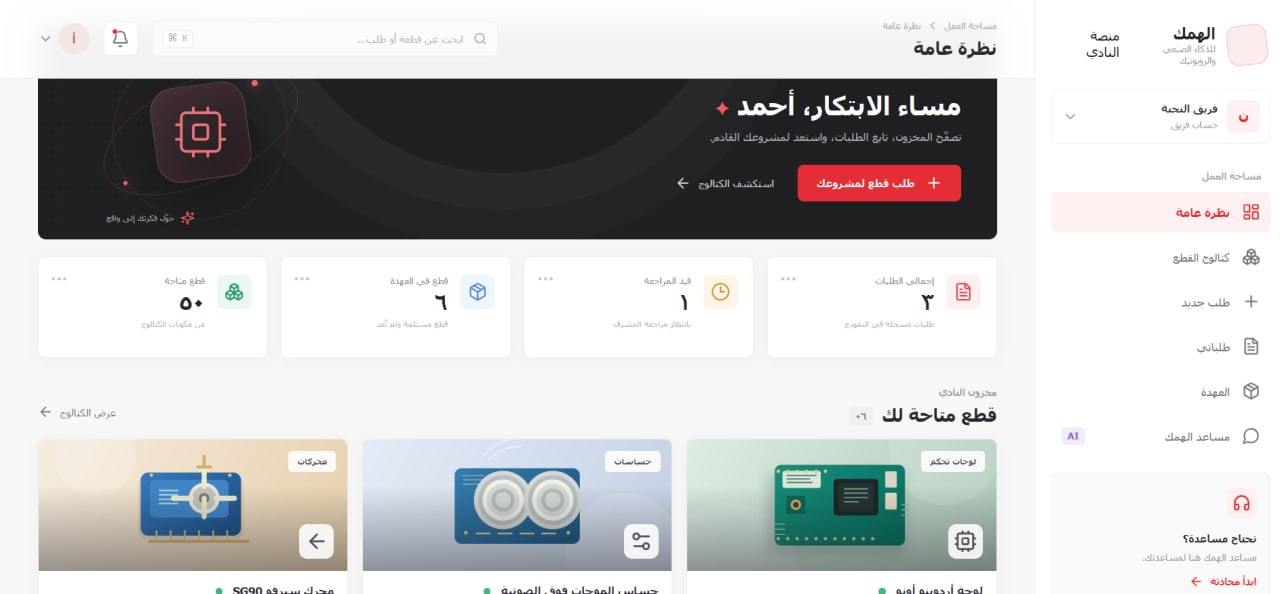 الهمك
للذكاء الصنعي
والروبوتيك
منصة
النادي
فريق النخبة
حساب فريق
ن
مساحة العمل
نظرة عامة
كتالوج القطع
طلب جديد
طلباتي
العهدة
مساعد الهمك
AI
تحتاج مساعدة؟
مساعد الهمك هنا لمساعدتك.
ابدأ محادثة
مساحة العمل
نظرة عامة
نظرة عامة
ابحث عن قطعة أو طلب...
⌘ K
أ
مساء الابتكار، أحمد
تصفّح المخزون، تابع الطلبات، واستعد لمشروعك القادم.
طلب قطع لمشروعك
استكشف الكتالوج
حوّل فكرتك إلى واقع
إجمالي الطلبات
٣
طلبات مسجلة في النموذج
قيد المراجعة
١
بانتظار مراجعة المشرف
قطع في العهدة
٦
قطع مستلمة ولم تُعد
قطع متاحة
٥٠
من مكونات الكتالوج
مخزون النادي
قطع متاحة لك
عرض الكتالوج
لوحات تحكم
حساسات
محركات
لوحة أردوينو أونو
حساس الموجات فوق الصوتية
محرك سيرفو SG90